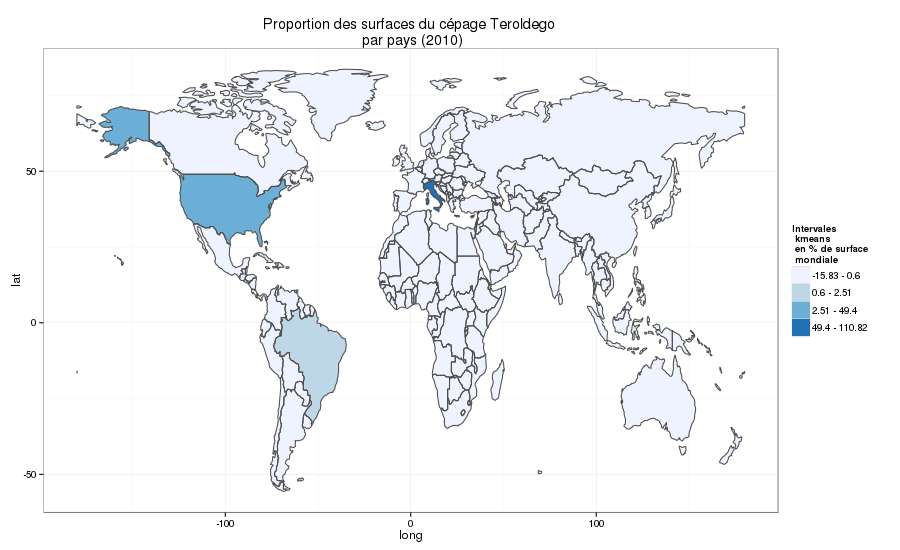 Proportion des surfaces du cépage Teroldego
par pays (2010)
50
0
-50
lat
-100
0
100
long
Intervales
kmeans
en % de surface
mondiale
-15.83 - 0.6
0.6 - 2.51
2.51 - 49.4
49.4 - 110.82